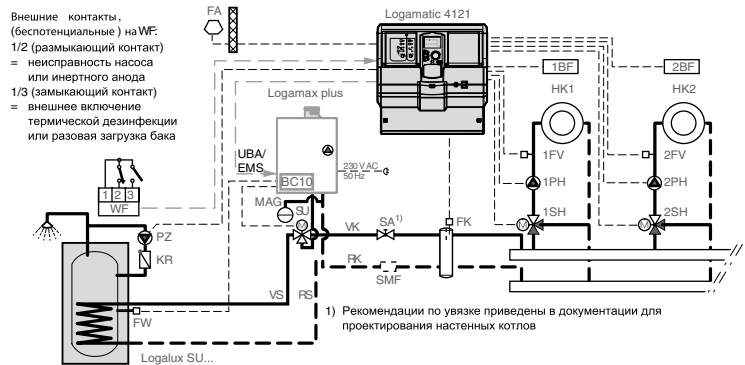 Внешние контакты,
(беспотенциальные) на WF:
1/2 (размыкающий контакт)
= неисправность насоса
или инертного анода
1/3 (замыкающий контакт)
= внешнее включение
термической дезинфекции
или разовая загрузка бака
FA
Logamatic 4121
Logamax plus
1BF
2BF
HK1
HK2
UBA/
EMS
BC10
230 VAC
50 Hz
1FV
2FV
1PH
2PH
1 2 3
WF
MAG
SU
M
VK
SA1)
FK
M
1SH
M
2SH
PZ
KR
RK
SMF
VS
RS
FW
1) Рекомендации по увязке приведены в документации для
проектирования настенных котлов
Logalux SU...